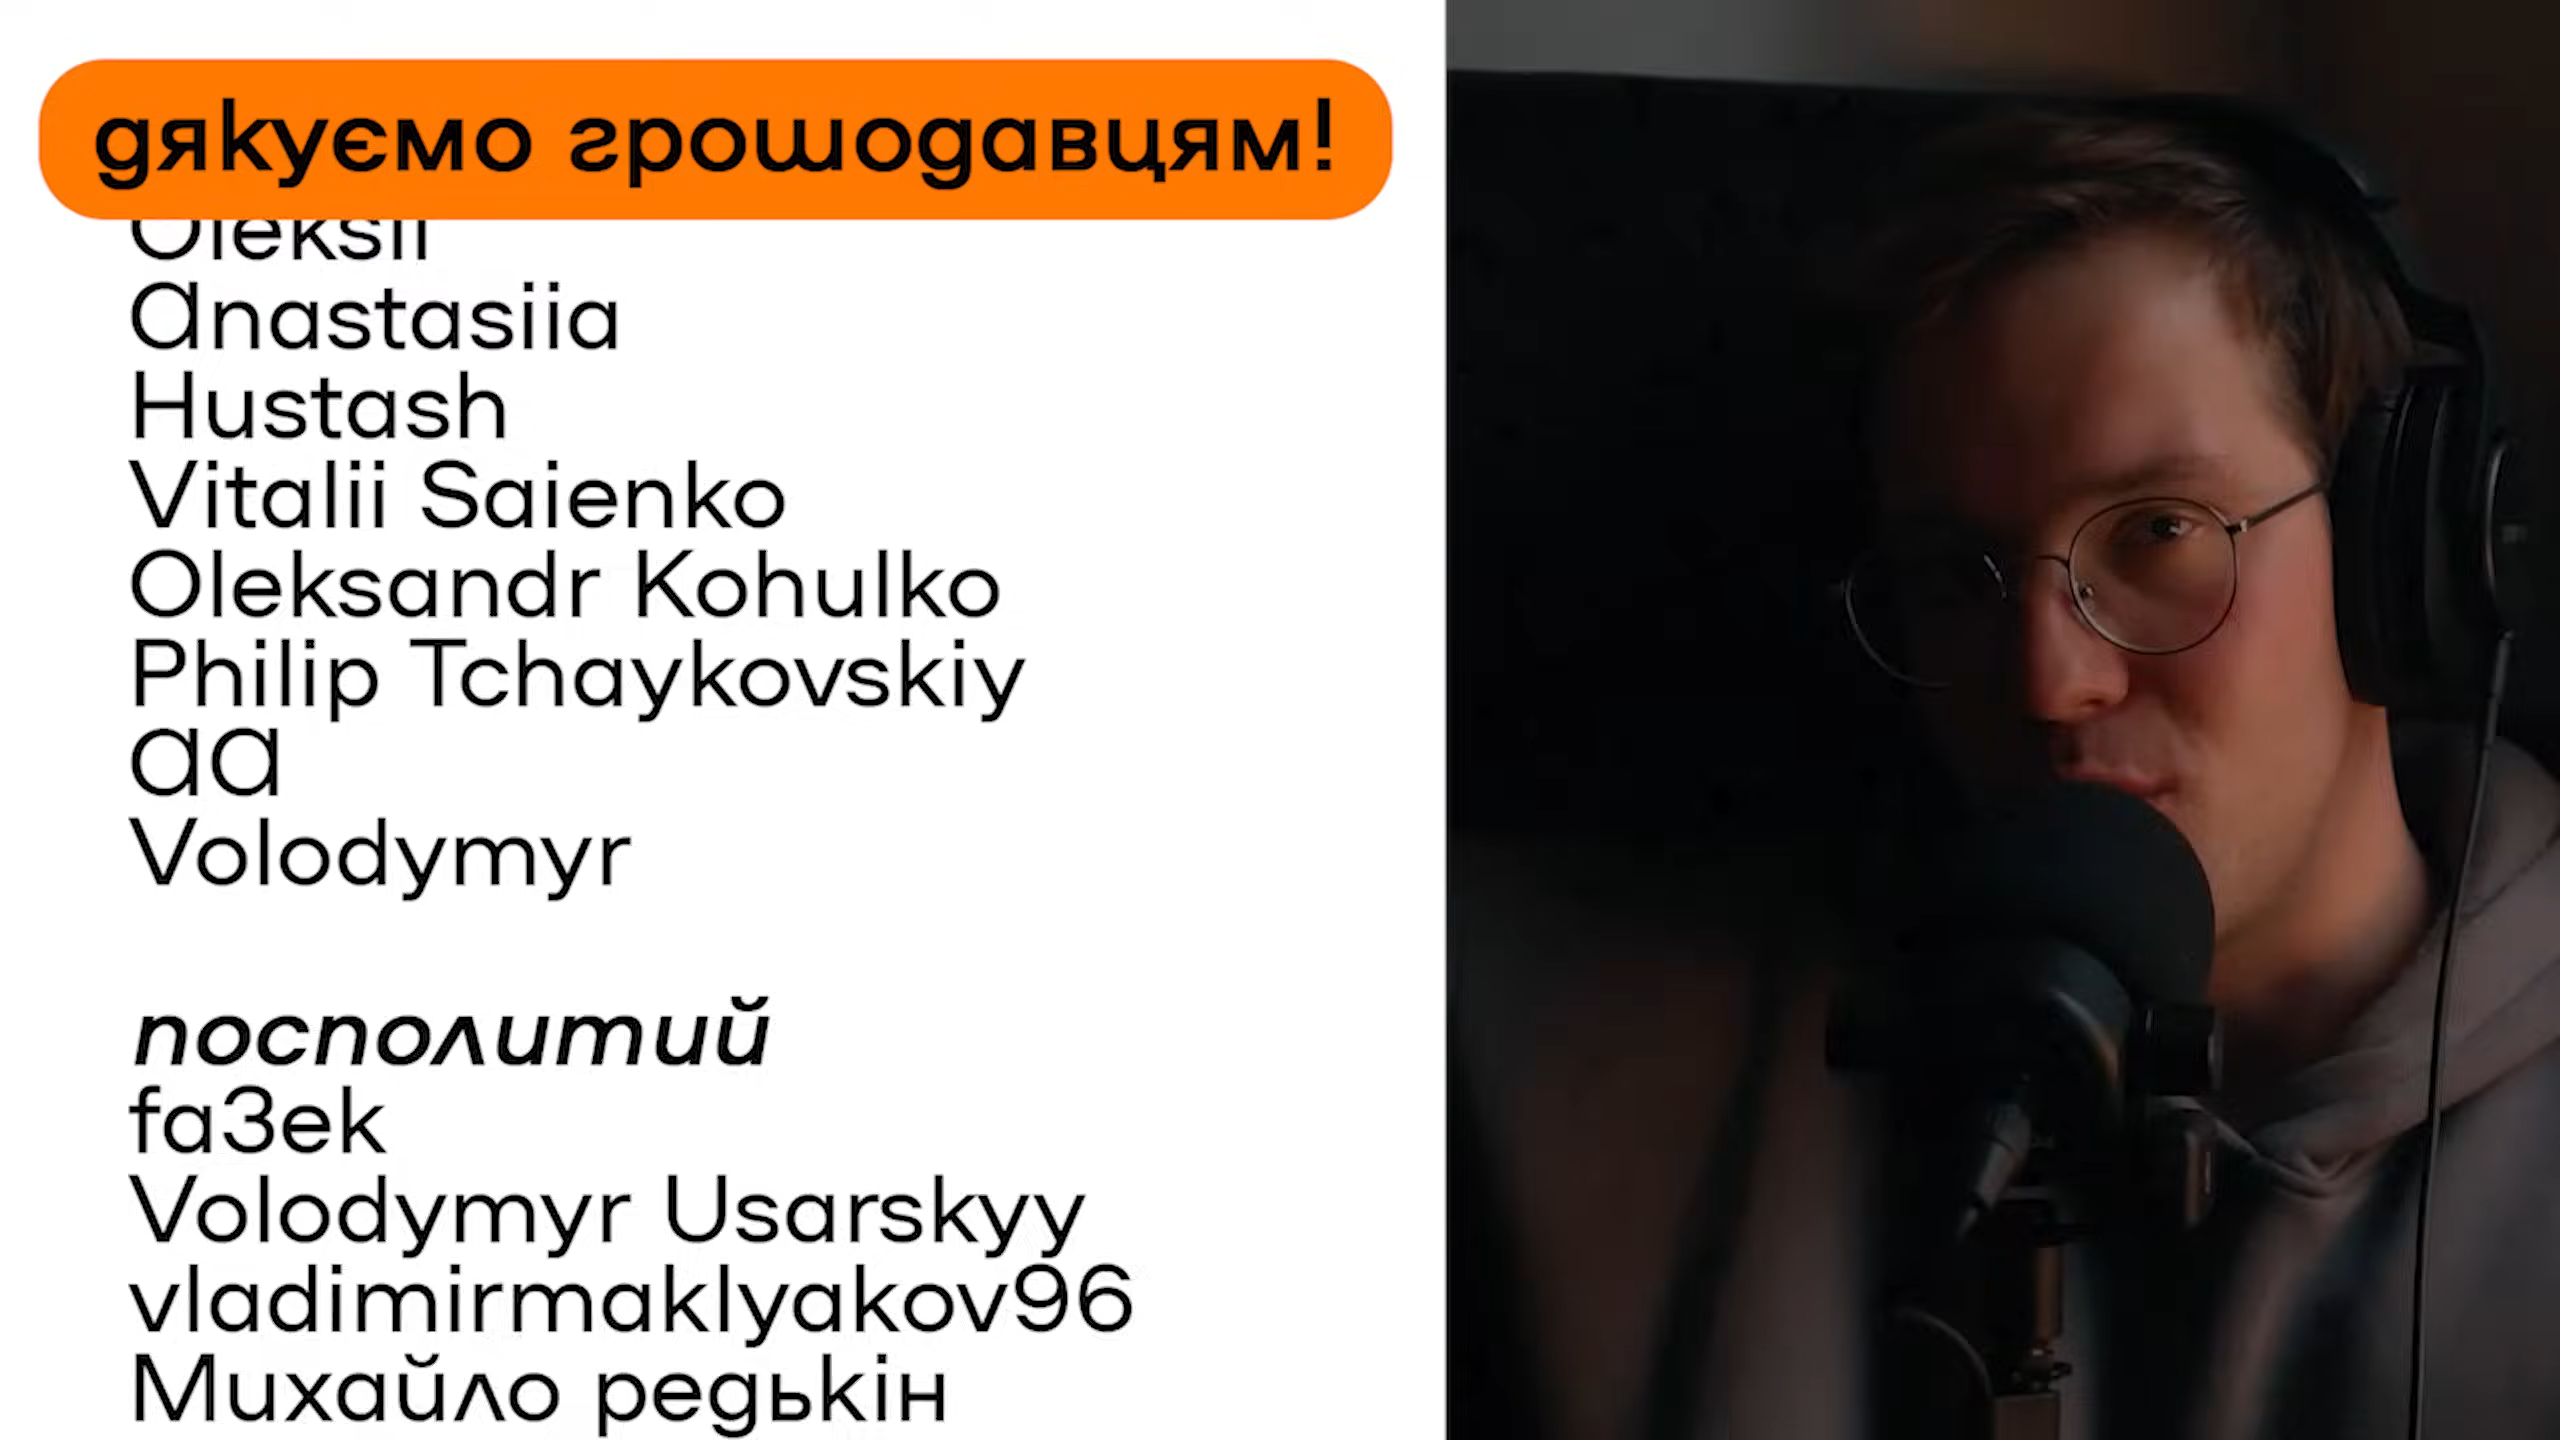 дякуємо грошодавцям!
Oleksii
Anastasiia
Hustash
Vitalii Saienko
Oleksandr Kohulko
Philip Tchaykovskiy
AA
Volodymyr
посполитий
fa3ek
Volodymyr Usarskyy
vladimirmaklyakov96
Михайло редькін